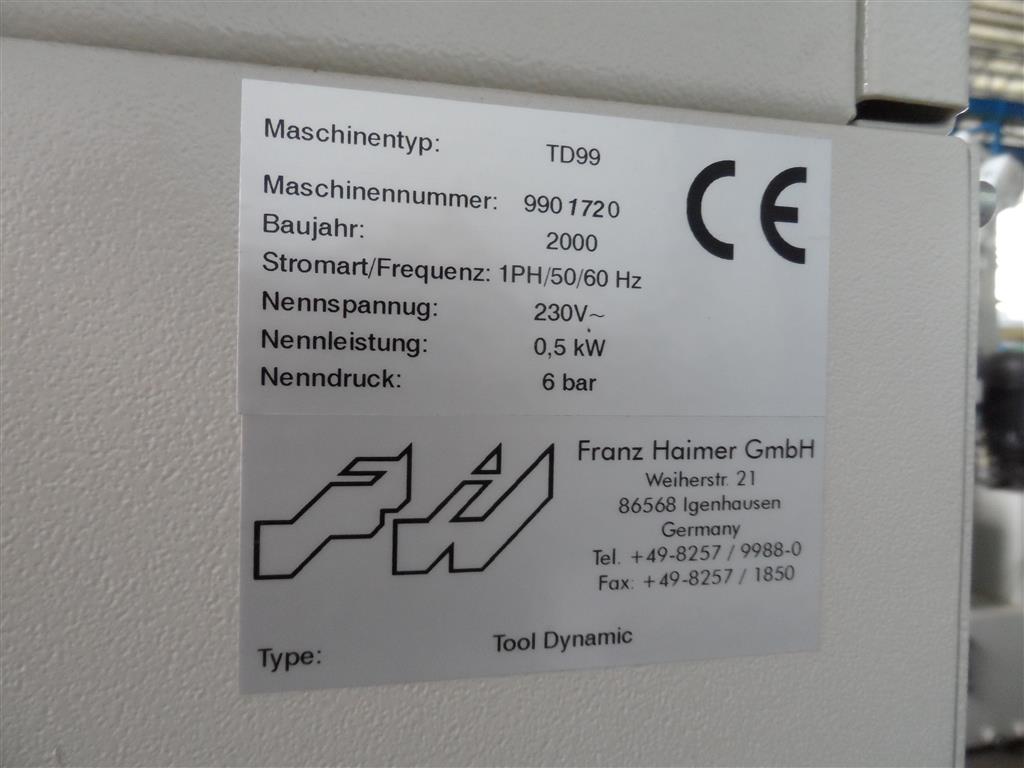 Maschinentyp: TD99
Maschinennummer: 9901720
Baujahr: 2000
Stromart/Frequenz: 1PH/50/60 Hz
Nennspannug: 230V~
Nennleistung: 0,5 kW
Nenndruck: 6 bar
CE
Franz Haimer GmbH
Weiherstr. 21
86568 Igenhausen
Germany
Tel. +49-8257 / 9988-0
Fax: +49-8257 / 1850
Type: Tool Dynamic